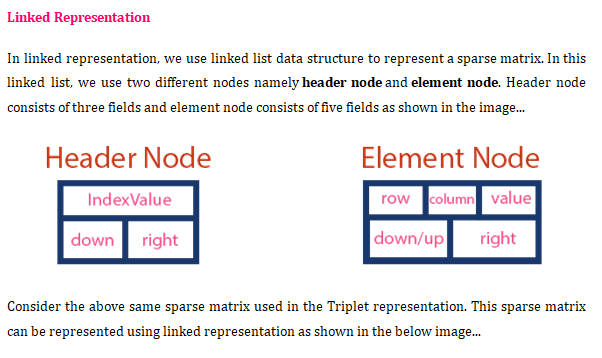 Linked Representation
In linked representation, we use linked list data structure to represent a sparse matrix. In this
linked list, we use two different nodes namely header node and element node. Header node
consists of three fields and element node consists of five fields as shown in the image...
Header Node
IndexValue
down right
Element Node
row column value
down/up right
Consider the above same sparse matrix used in the Triplet representation. This sparse matrix
can be represented using linked representation as shown in the below image...